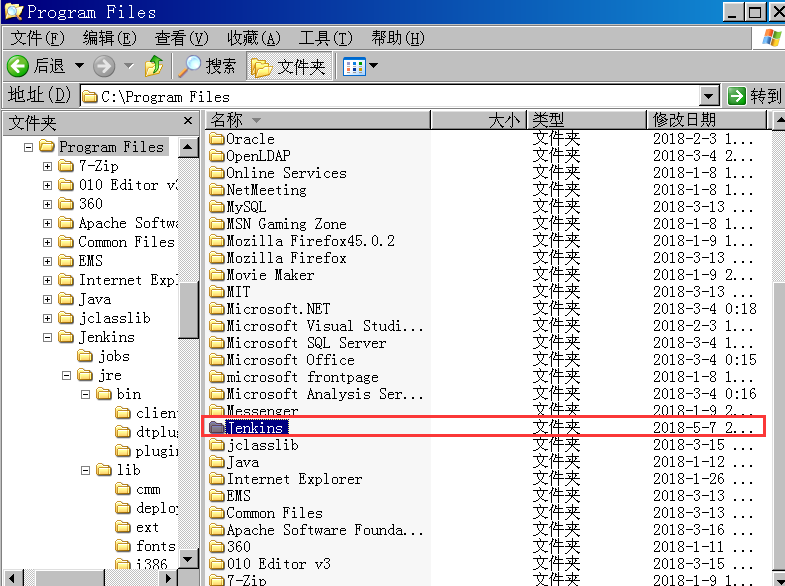 Program Files
文件(F) 编辑(E) 查看(V) 收藏(A) 工具(T) 帮助(H)
后退 搜索 文件夹
地址(D) C:\Program Files 转到
文件夹
Program Files
7-Zip
010 Editor v3
360
Apache Softwa
Common Files
EMS
Internet Expl
Java
jclasslib
Jenkins
jobs
jre
bin
clien
dtplu
plugi
lib
cmm
deplo
ext
fonts
i386
名称 大小 类型 修改日期
Oracle 文件夹 2018-2-3 1...
OpenLDAP 文件夹 2018-3-4 2...
Online Services 文件夹 2018-1-8 1...
NetMeeting 文件夹 2018-1-8 1...
MySQL 文件夹 2018-3-13 ...
MSN Gaming Zone 文件夹 2018-1-8 1...
Mozilla Firefox45.0.2 文件夹 2018-1-9 1...
Mozilla Firefox 文件夹 2018-3-13 ...
Movie Maker 文件夹 2018-1-9 2...
MIT 文件夹 2018-3-13 ...
Microsoft.NET 文件夹 2018-3-4 0:18
Microsoft Visual Studi... 文件夹 2018-2-3 1...
Microsoft SQL Server 文件夹 2018-3-4 1...
Microsoft Office 文件夹 2018-3-4 0:15
microsoft frontpage 文件夹 2018-1-8 1...
Microsoft Analysis Ser... 文件夹 2018-3-4 0:16
Messenger 文件夹 2018-1-9 2...
Jenkins 文件夹 2018-5-7 2...
jclasslib 文件夹 2018-3-15 ...
Java 文件夹 2018-1-12 ...
Internet Explorer 文件夹 2018-1-26 ...
EMS 文件夹 2018-3-13 ...
Common Files 文件夹 2018-3-13 ...
Apache Software Founda... 文件夹 2018-3-16 ...
360 文件夹 2018-1-11 ...
010 Editor v3 文件夹 2018-3-15 ...
7-Zip 文件夹 2018-1-9 1...